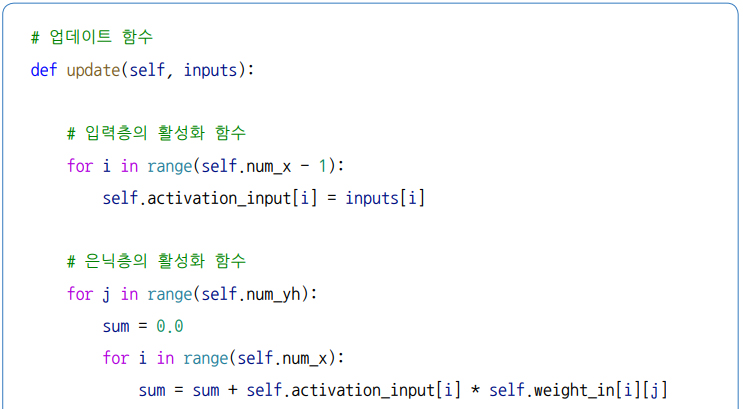 # 업데이트 함수
def update(self, inputs):
# 입력층의 활성화 함수
for i in range(self.num_x - 1):
self.activation_input[i] = inputs[i]
# 은닉층의 활성화 함수
for j in range(self.num_yh):
sum = 0.0
for i in range(self.num_x):
sum = sum + self.activation_input[i] * self.weight_in[i][j]